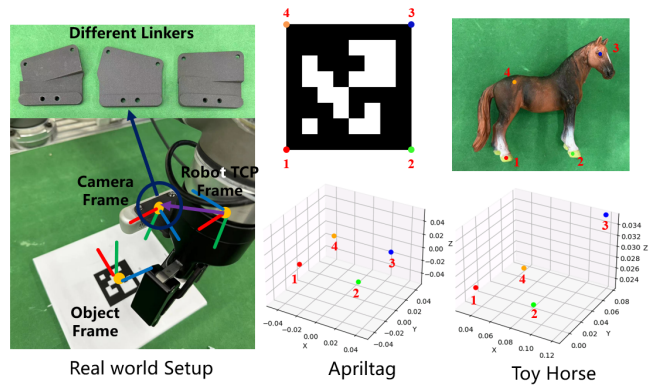 Different Linkers
Camera
Frame
Robot TCP
Frame
Object
Frame
Real world Setup
4
3
1
2
4
3
1
2
0.04
0.02
0.00
−0.02
−0.04
Z
−0.04
−0.02
0.00
0.02
0.04
X
−0.04
−0.02
0.00
0.02
0.04
Y
Apriltag
3
4
1
2
0.034
0.032
0.030
0.028
0.026
0.024
Z
0.04
0.06
0.08
0.10
0.12
X
0.00
0.02
0.04
0.06
0.08
Y
3
4
1
2
Toy Horse